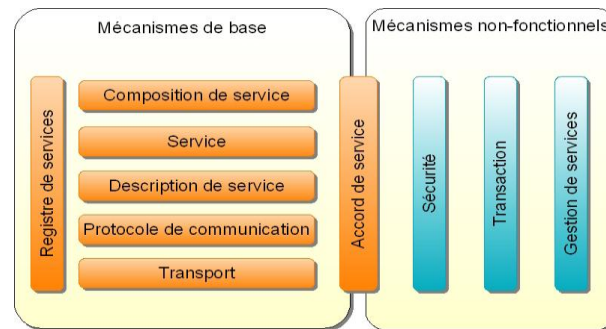 Mécanismes de base
Mécanismes non-fonctionnels
Registre de services
Composition de service
Service
Description de service
Protocole de communication
Transport
Accord de service
Sécurité
Transaction
Gestion de services